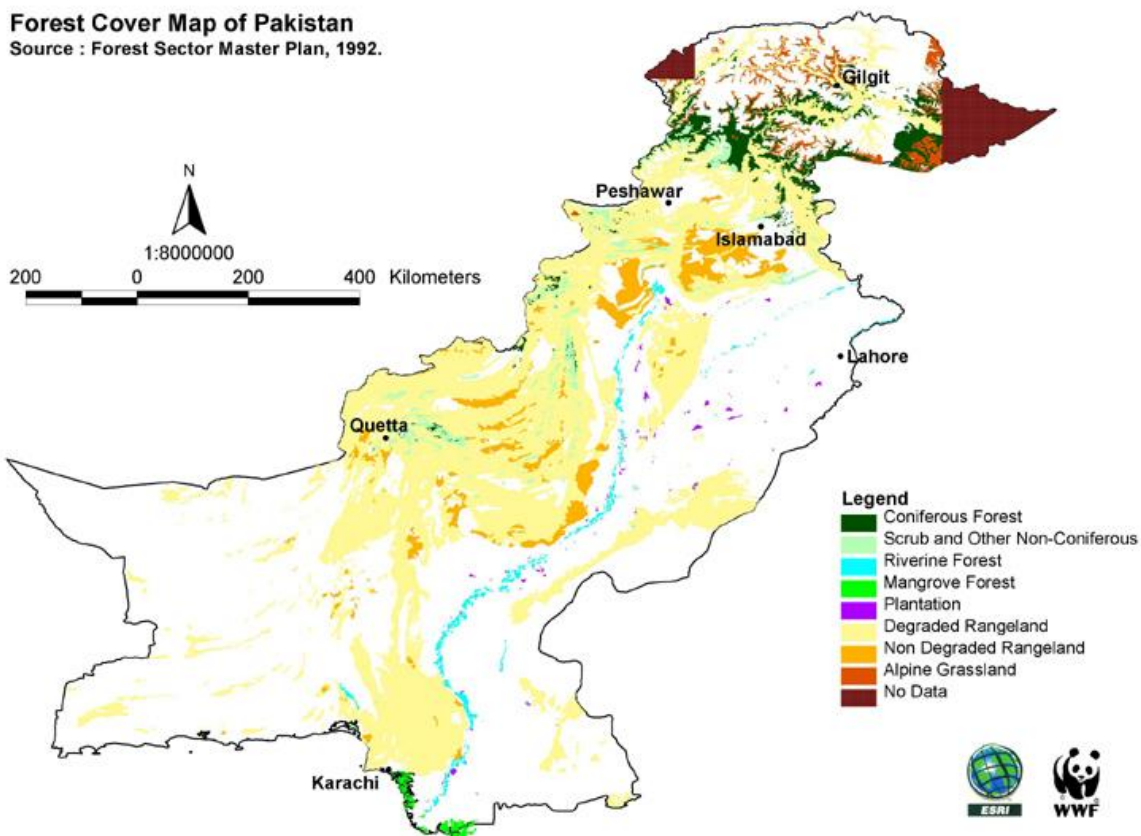 Forest Cover Map of Pakistan
Source : Forest Sector Master Plan, 1992.
Gilgit
N
Peshawar
1:8000000
Islamabad
200 0 200 400 Kilometers
Lahore
Quetta
Legend
Coniferous Forest
Scrub and Other Non-Coniferous
Riverine Forest
Mangrove Forest
Plantation
Degraded Rangeland
Non Degraded Rangeland
Alpine Grassland
No Data
Karachi
ESRI
WWF